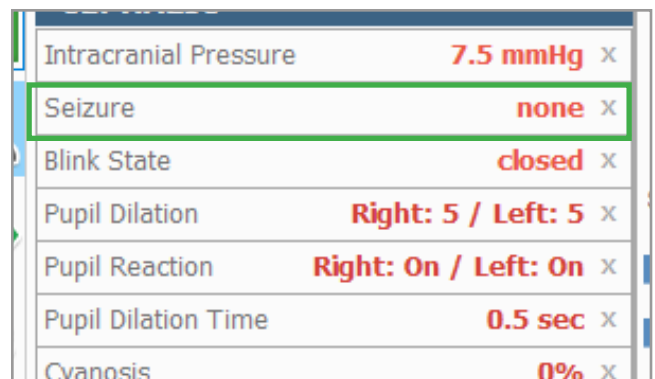 Intracranial Pressure 7.5 mmHg x
Seizure none x
Blink State closed x
Pupil Dilation Right: 5 / Left: 5 x
Pupil Reaction Right: On / Left: On x
Pupil Dilation Time 0.5 sec x
Cyanosis 0% x